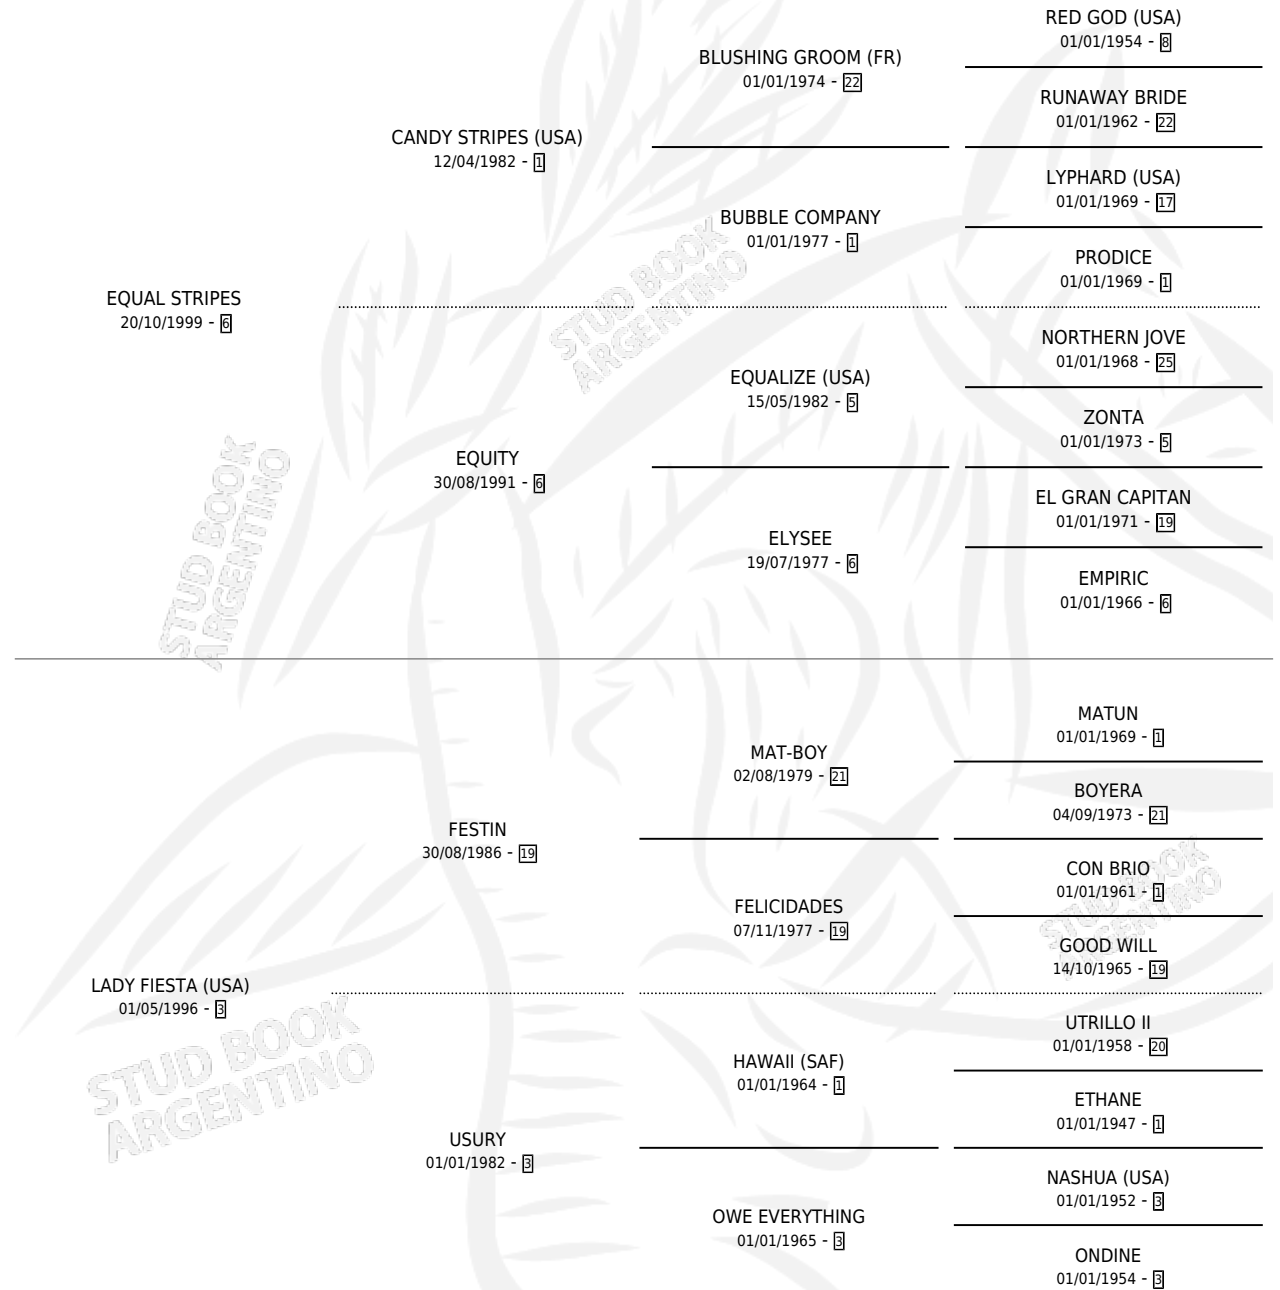 RED GOD (USA)
01/01/1954 - 8
BLUSHING GROOM (FR)
01/01/1974 - 22
RUNAWAY BRIDE
01/01/1962 - 22
CANDY STRIPES (USA)
12/04/1982 - 1
LYPHARD (USA)
01/01/1969 - 17
BUBBLE COMPANY
01/01/1977 - 1
PRODICE
01/01/1969 - 1
EQUAL STRIPES
20/10/1999 - 6
STUD BOOK
ARGENTINO
NORTHERN JOVE
01/01/1968 - 25
EQUALIZE (USA)
15/05/1982 - 5
ZONTA
01/01/1973 - 5
EQUITY
30/08/1991 - 6
EL GRAN CAPITAN
01/01/1971 - 19
ELYSEE
19/07/1977 - 6
EMPIRIC
01/01/1966 - 6
STUD BOOK
ARGENTINO
MATUN
01/01/1969 - 1
MAT-BOY
02/08/1979 - 21
BOYERA
04/09/1973 - 21
FESTIN
30/08/1986 - 19
CON BRIO
01/01/1961 - 1
FELICIDADES
07/11/1977 - 19
GOOD WILL
14/10/1965 - 19
STUD BOOK
ARGENTINO
LADY FIESTA (USA)
01/05/1996 - 3
STUD BOOK
ARGENTINO
UTRILLO II
01/01/1958 - 20
HAWAII (SAF)
01/01/1964 - 1
ETHANE
01/01/1947 - 1
USURY
01/01/1982 - 3
NASHUA (USA)
01/01/1952 - 3
OWE EVERYTHING
01/01/1965 - 3
ONDINE
01/01/1954 - 3